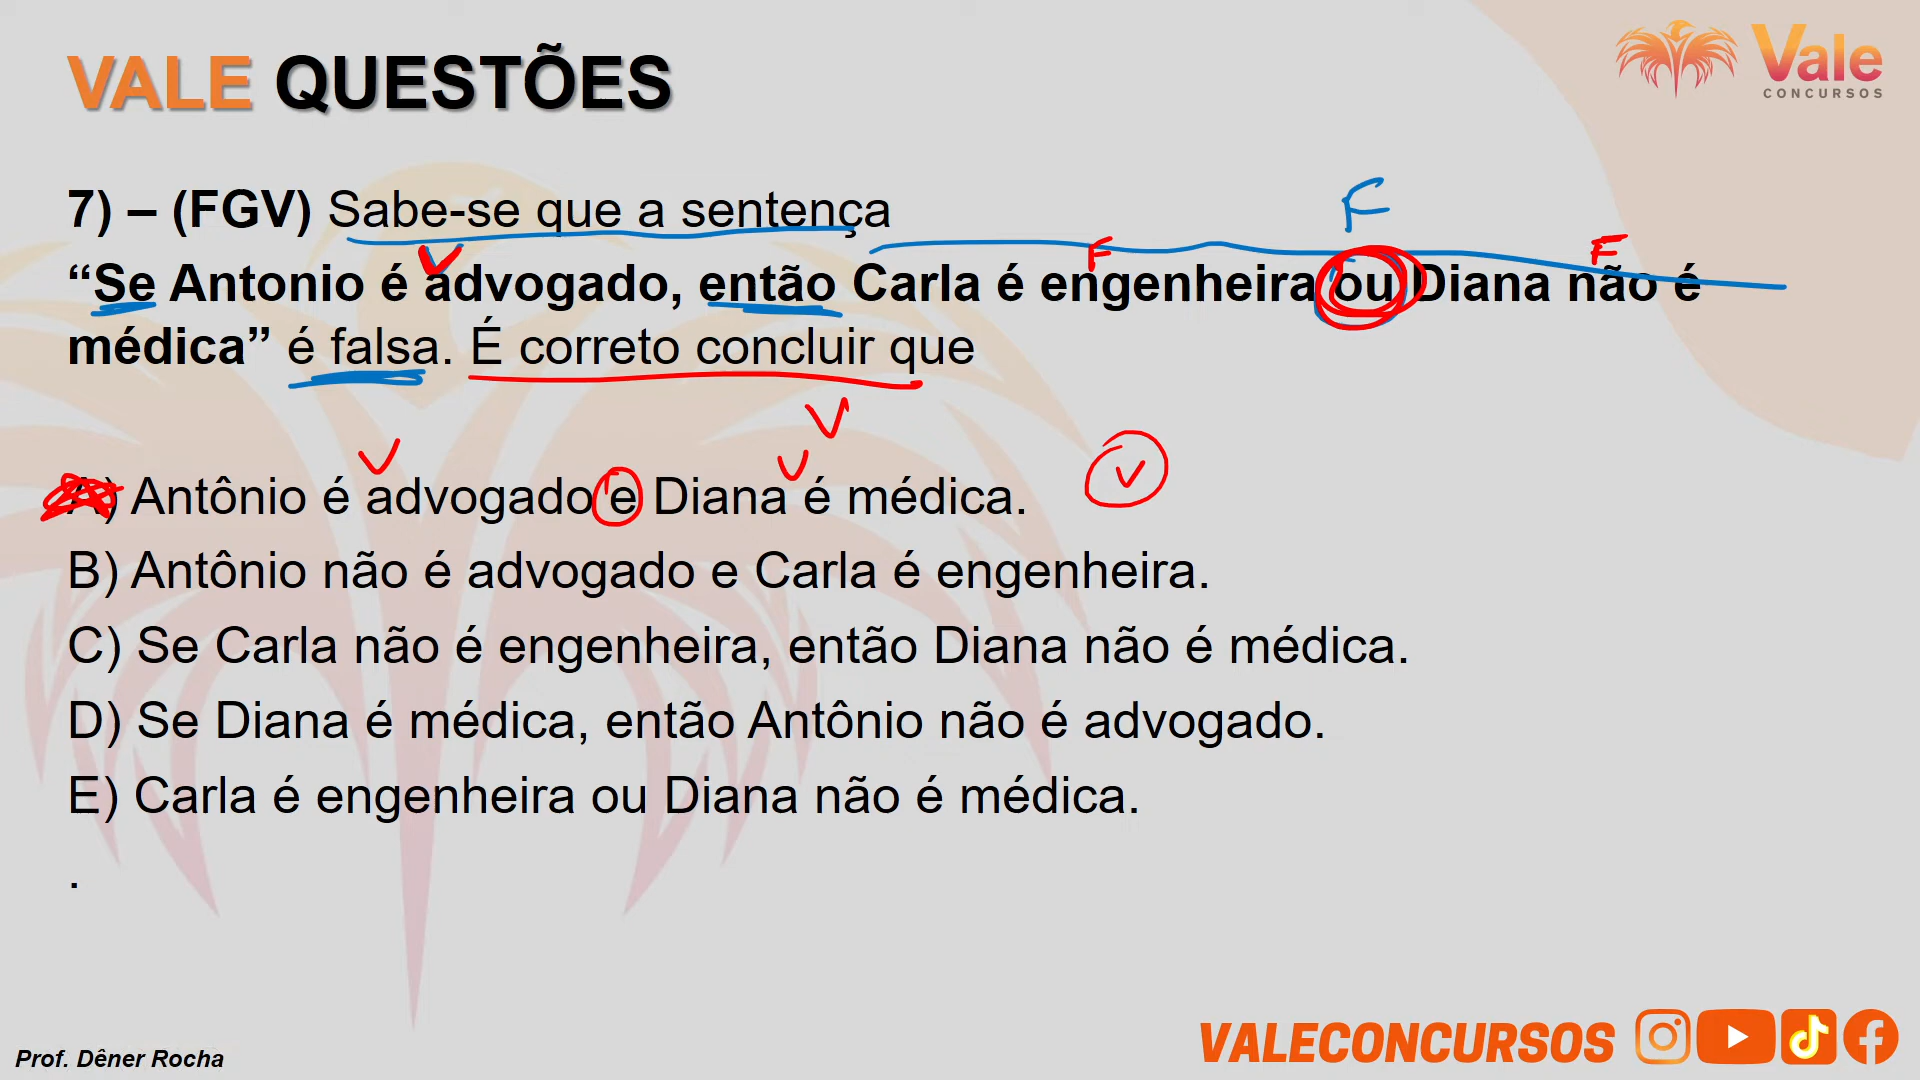 VALE QUESTÕES
Vale
CONCURSOS
F
7) – (FGV) Sabe-se que a sentença
V F F
“Se Antonio é advogado, então Carla é engenheira ou Diana não é
médica” é falsa. É correto concluir que
V
V V V
A) Antônio é advogado e Diana é médica.
B) Antônio não é advogado e Carla é engenheira.
C) Se Carla não é engenheira, então Diana não é médica.
D) Se Diana é médica, então Antônio não é advogado.
E) Carla é engenheira ou Diana não é médica.
.
VALECONCURSOS
Prof. Dêner Rocha